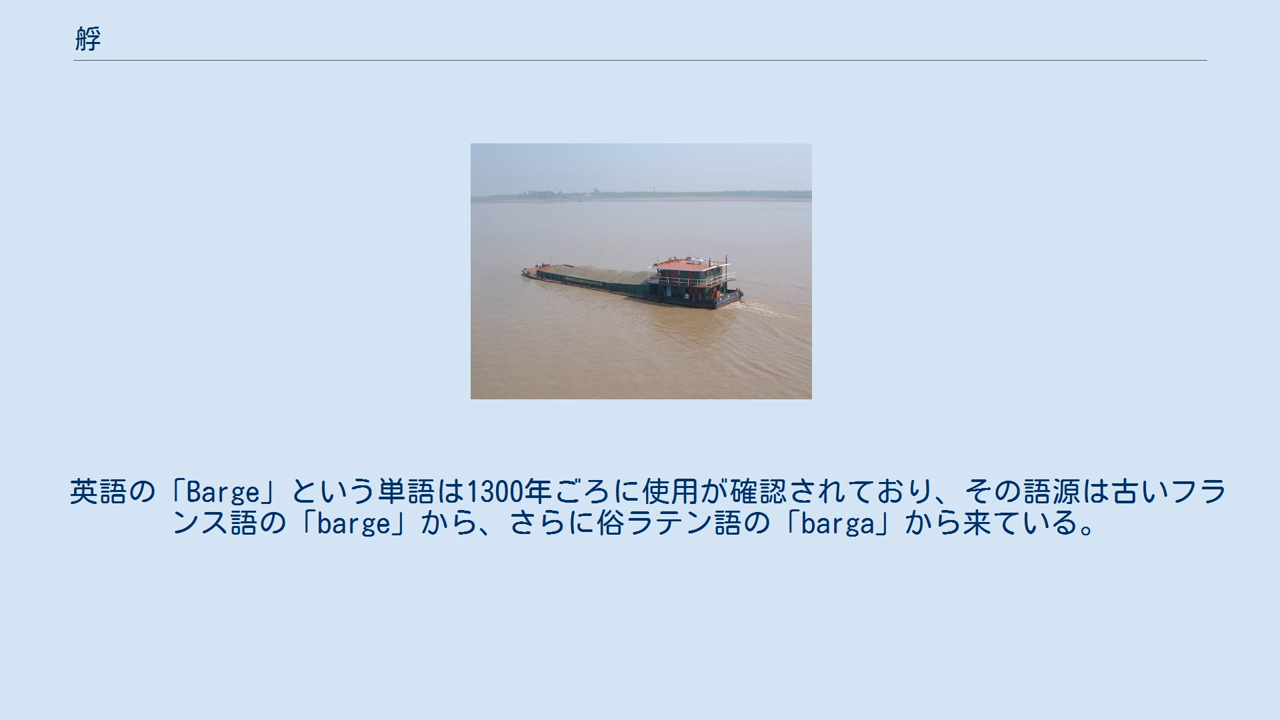 艀
英語の「Barge」という単語は1300年ごろに使用が確認されており、その語源は古いフラ
ンス語の「barge」から、さらに俗ラテン語の「barga」から来ている。